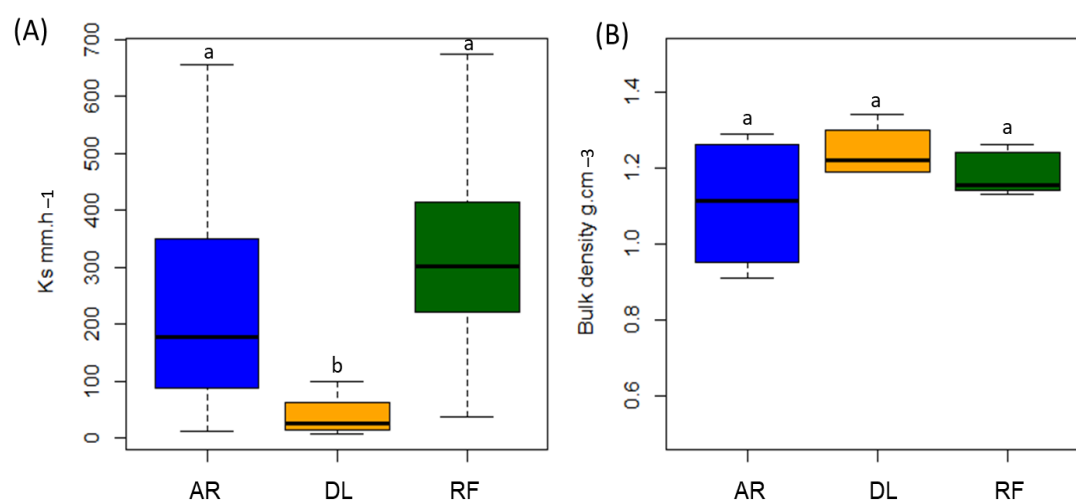 (A)
Ks mm.h–1
700
600
500
400
300
200
100
0
a
b
a
AR DL RF
(B)
Bulk density g.cm–3
1.4
1.2
1.0
0.8
0.6
a
a
a
AR DL RF